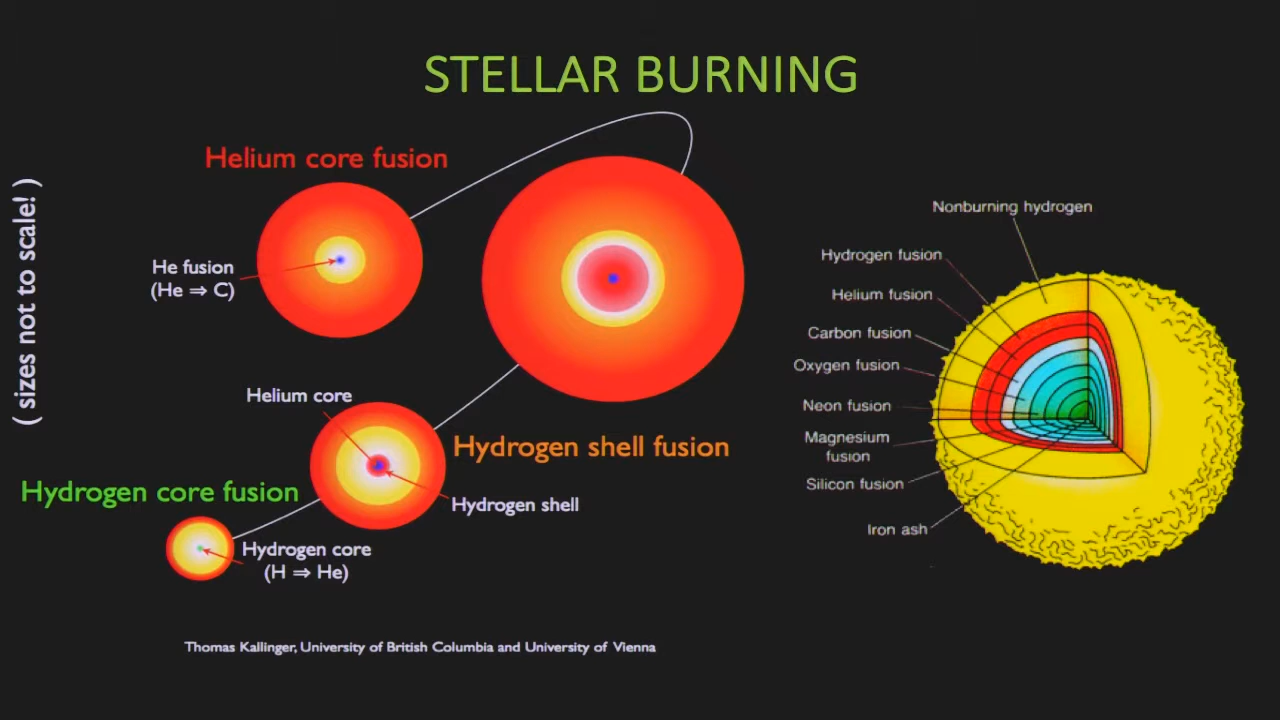 STELLAR BURNING
( sizes not to scale! )
Helium core fusion
He fusion
(He ⇒ C)
Helium core
Hydrogen shell fusion
Hydrogen shell
Hydrogen core fusion
Hydrogen core
(H ⇒ He)
Thomas Kallinger, University of British Columbia and University of Vienna
Nonburning hydrogen
Hydrogen fusion
Helium fusion
Carbon fusion
Oxygen fusion
Neon fusion
Magnesium
fusion
Silicon fusion
Iron ash